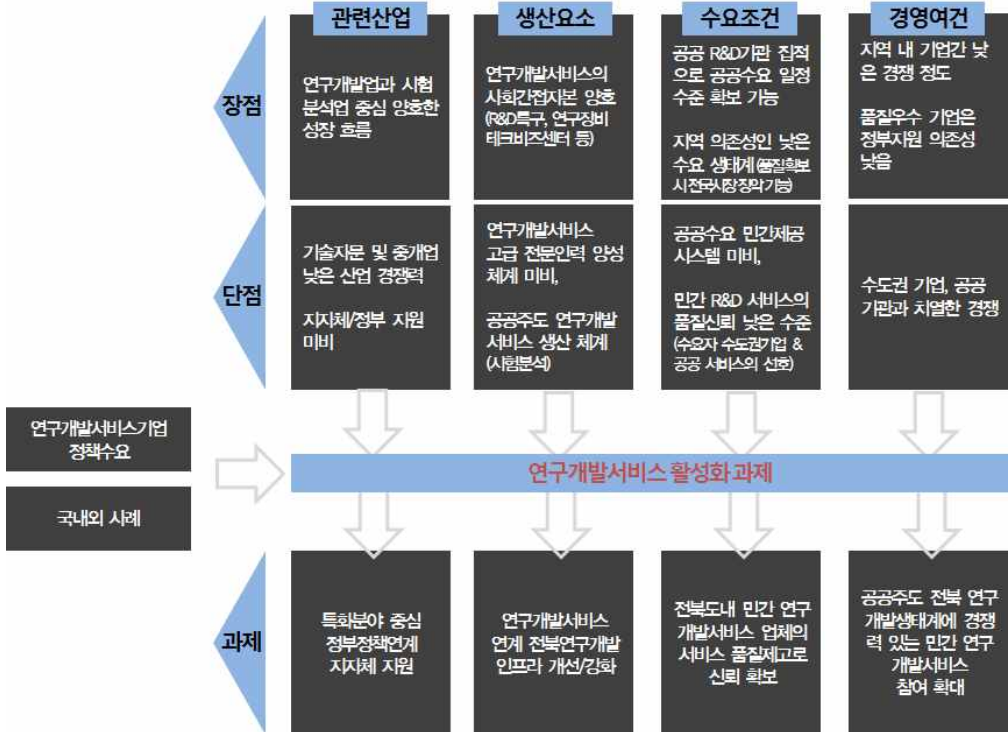 관련산업
생산요소
수요조건
경영여건
장점
연구개발업과 시험
분석업 중심 양호한
성장 흐름
연구개발서비스의
사회간접자본 양호
(R&D특구, 연구장비
테크비즈센터 등)
공공 R&D기관 집적
으로 공공수요 일정
수준 확보 가능
지역 의존성인 낮은
수요 생태계(품질확보
시 전국시장 장악 가능)
지역 내 기업간 낮
은 경쟁 정도
품질우수 기업은
정부지원 의존성
낮음
단점
기술자문 및 중개업
낮은 산업 경쟁력
지자체/정부 지원
미비
연구개발서비스
고급 전문인력 양성
체계 미비,
공공주도 연구개발
서비스 생산 체계
(시험분석)
공공수요 민간제공
시스템 미비,
민간 R&D 서비스의
품질신뢰 낮은 수준
(수요자 수도권기업 &
공공 서비스의 선호)
수도권 기업, 공공
기관과 치열한 경쟁
연구개발서비스기업
정책수요
국내외 사례
연구개발서비스 활성화 과제
과제
특화분야 중심
정부정책연계
지자체 지원
연구개발서비스
연계 전북연구개발
인프라 개선/강화
전북도내 민간 연구
개발서비스 업체의
서비스 품질제고로
신뢰 확보
공공주도 전북 연구
개발생태계에 경쟁
력 있는 민간 연구
개발서비스
참여 확대